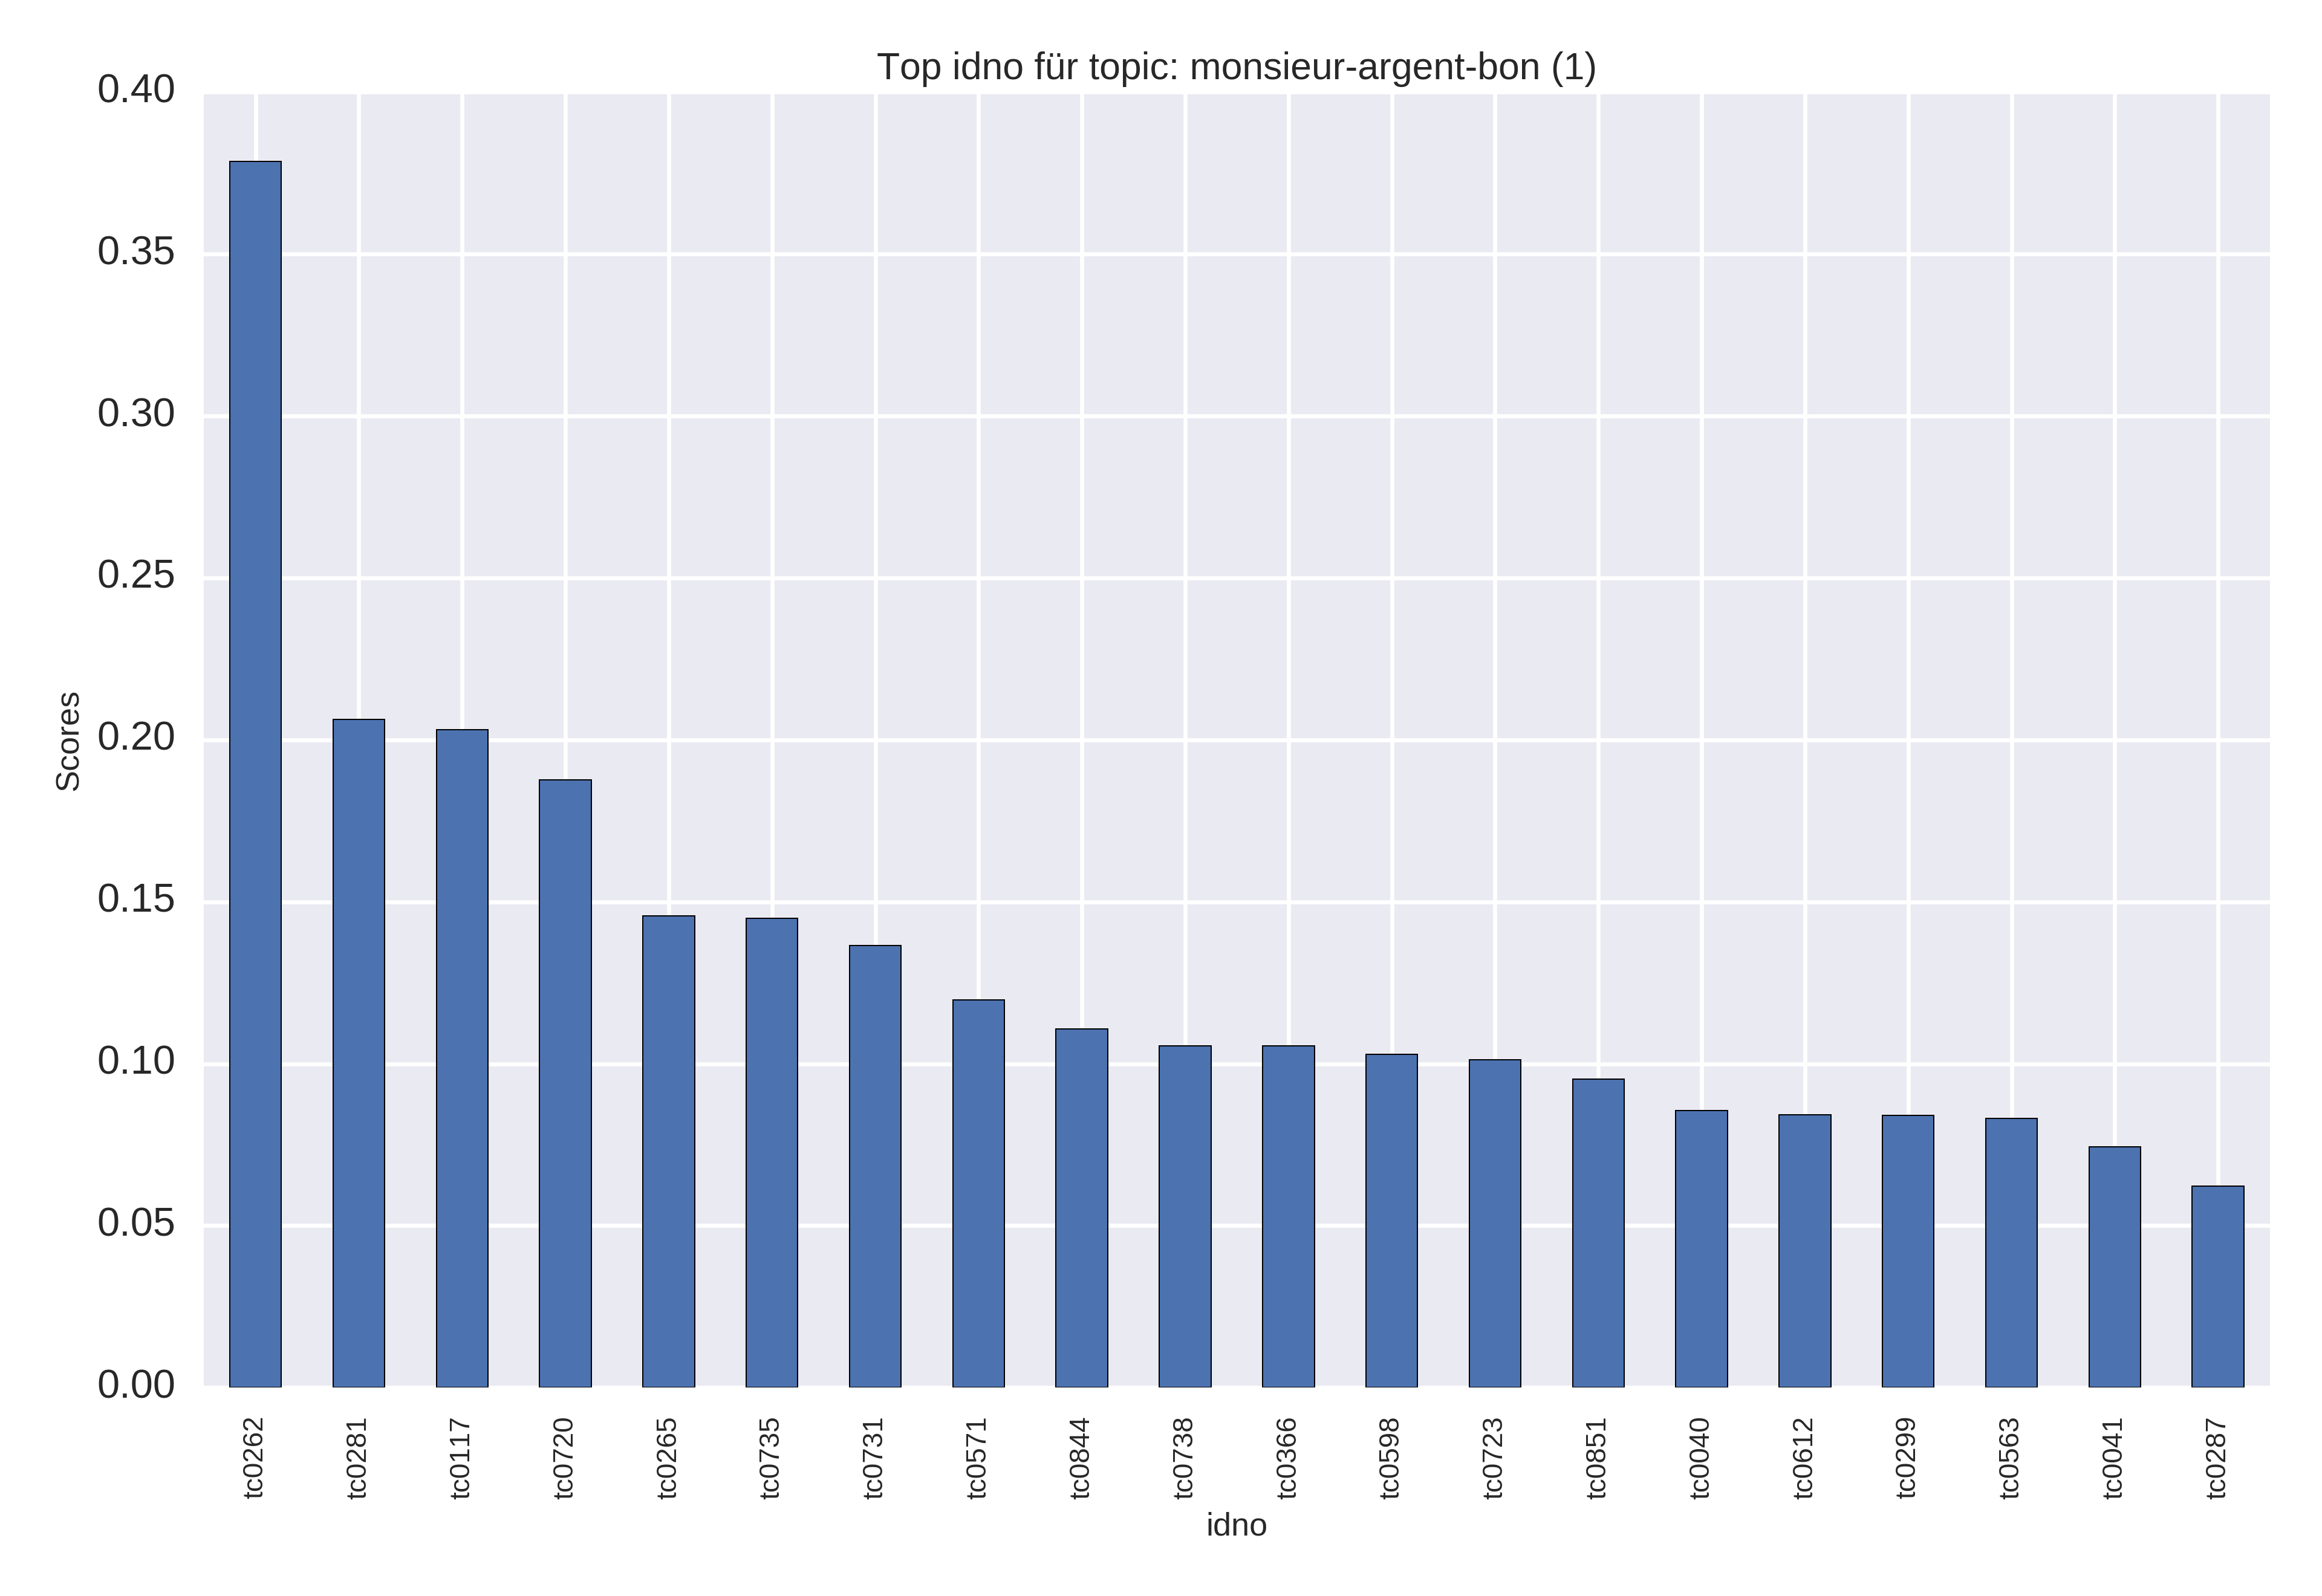 Top idno für topic: monsieur-argent-bon (1)
0.40
0.35
0.30
0.25
0.20
0.15
0.10
0.05
0.00
Scores
tc0262
tc0281
tc0117
tc0720
tc0265
tc0735
tc0731
tc0571
tc0844
tc0738
tc0366
tc0598
tc0723
tc0851
tc0040
tc0612
tc0299
tc0563
tc0041
tc0287
idno